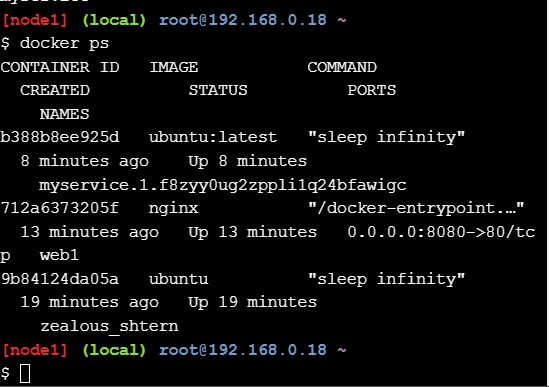 [node1] (local) root@192.168.0.18 ~
$ docker ps
CONTAINER ID   IMAGE           COMMAND
  CREATED          STATUS          PORTS
    NAMES
b388b8ee925d   ubuntu:latest   "sleep infinity"
  8 minutes ago    Up 8 minutes
    myservice.1.f8zyy0ug2zppli1q24bfawigc
712a6373205f   nginx           "/docker-entrypoint.…"
  13 minutes ago   Up 13 minutes   0.0.0.0:8080->80/tc
p   web1
9b84124da05a   ubuntu          "sleep infinity"
  19 minutes ago   Up 19 minutes
    zealous_shtern
[node1] (local) root@192.168.0.18 ~
$